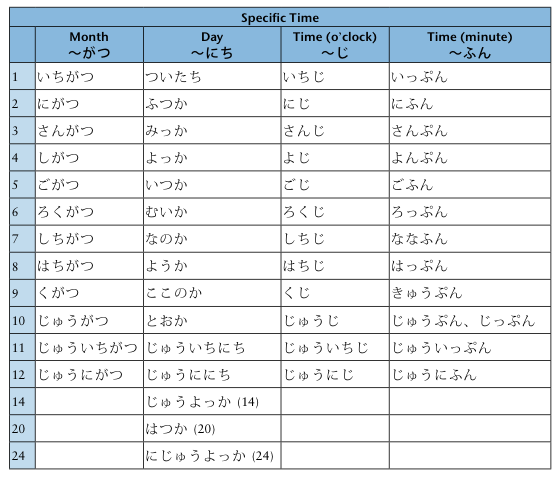 Specific Time
Month Day Time (o`clock) Time (minute)
～がつ ～にち ～じ ～ふん
1 いちがつ ついたち いちじ いっぷん
2 にがつ ふつか にじ にふん
3 さんがつ みっか さんじ さんぷん
4 しがつ よっか よじ よんぷん
5 ごがつ いつか ごじ ごふん
6 ろくがつ むいか ろくじ ろっぷん
7 しちがつ なのか しちじ ななふん
8 はちがつ ようか はちじ はっぷん
9 くがつ ここのか くじ きゅうぷん
10 じゅうがつ とおか じゅうじ じゅうぷん、じっぷん
11 じゅういちがつ じゅういちにち じゅういちじ じゅういっぷん
12 じゅうにがつ じゅうににち じゅうにじ じゅうにふん
14 じゅうよっか (14)
20 はつか (20)
24 にじゅうよっか (24)